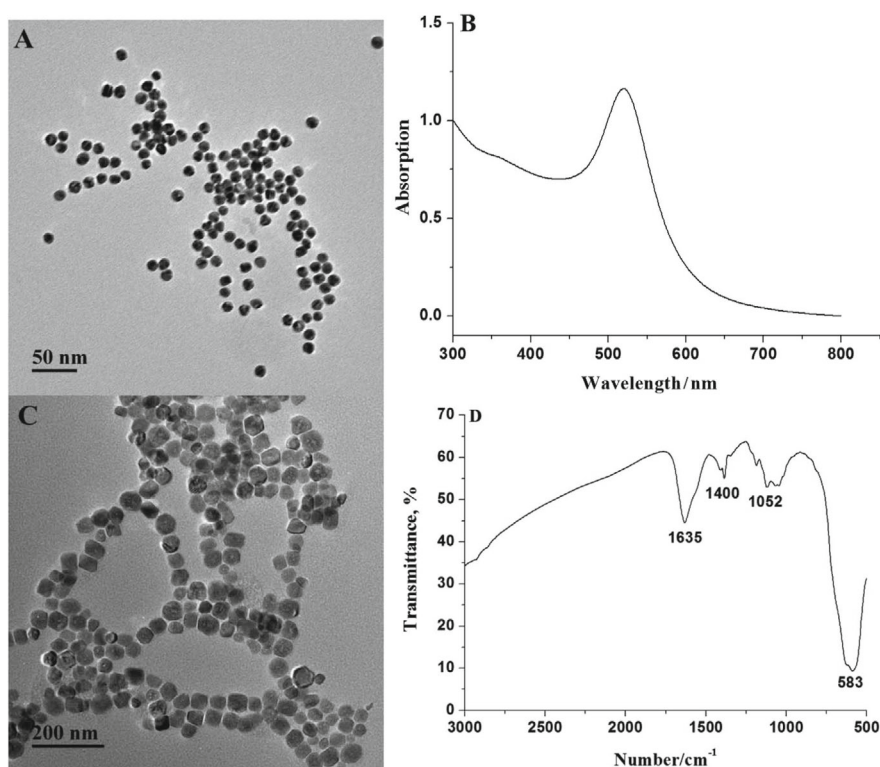 A
50 nm
B
1.5
1.0
0.5
0.0
Absorption
300 400 500 600 700 800
Wavelength/nm
C
200 nm
D
70
60
50
40
30
20
10
0
Transmittance, %
1635
1400
1052
583
3000 2500 2000 1500 1000 500
Number/cm⁻¹